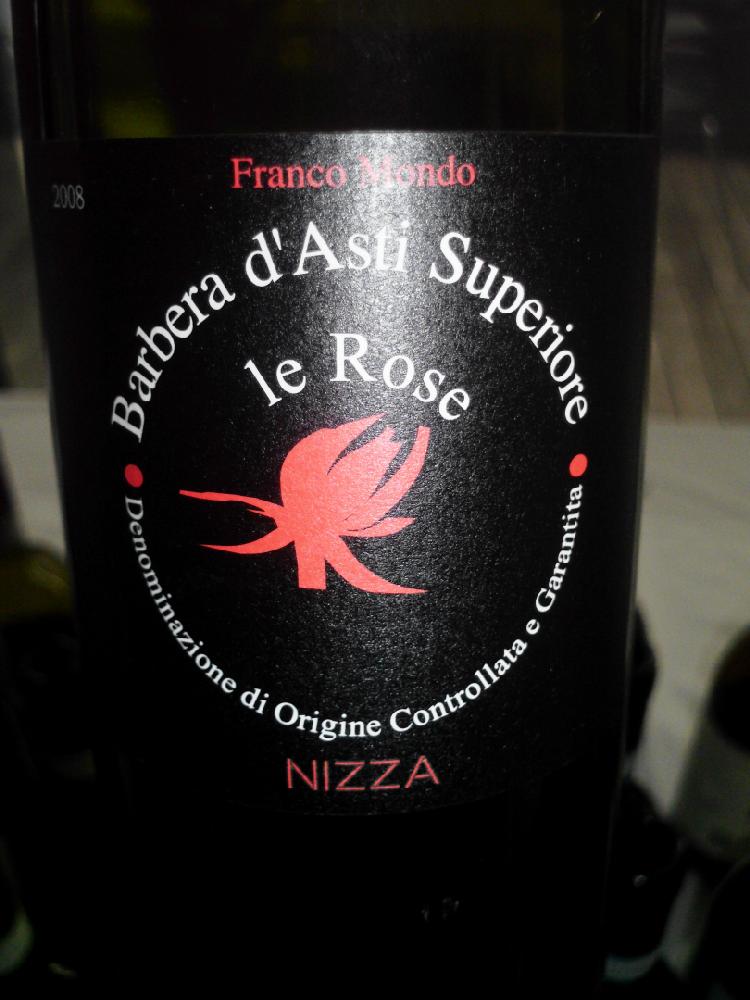 Franco Mondo
2008
Barbera d'Asti Superiore
le Rose
Denominazione di Origine Controllata e Garantita
NIZZA